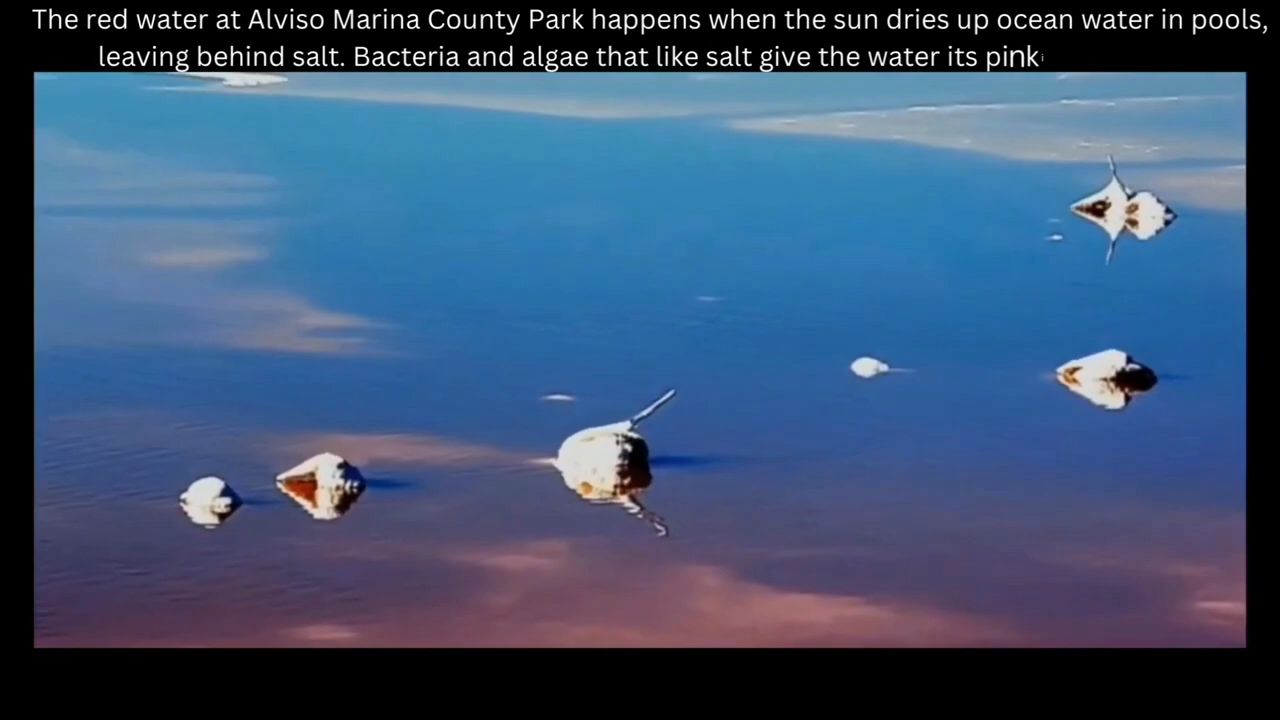 The red water at Alviso Marina County Park happens when the sun dries up ocean water in pools,
leaving behind salt. Bacteria and algae that like salt give the water its pink